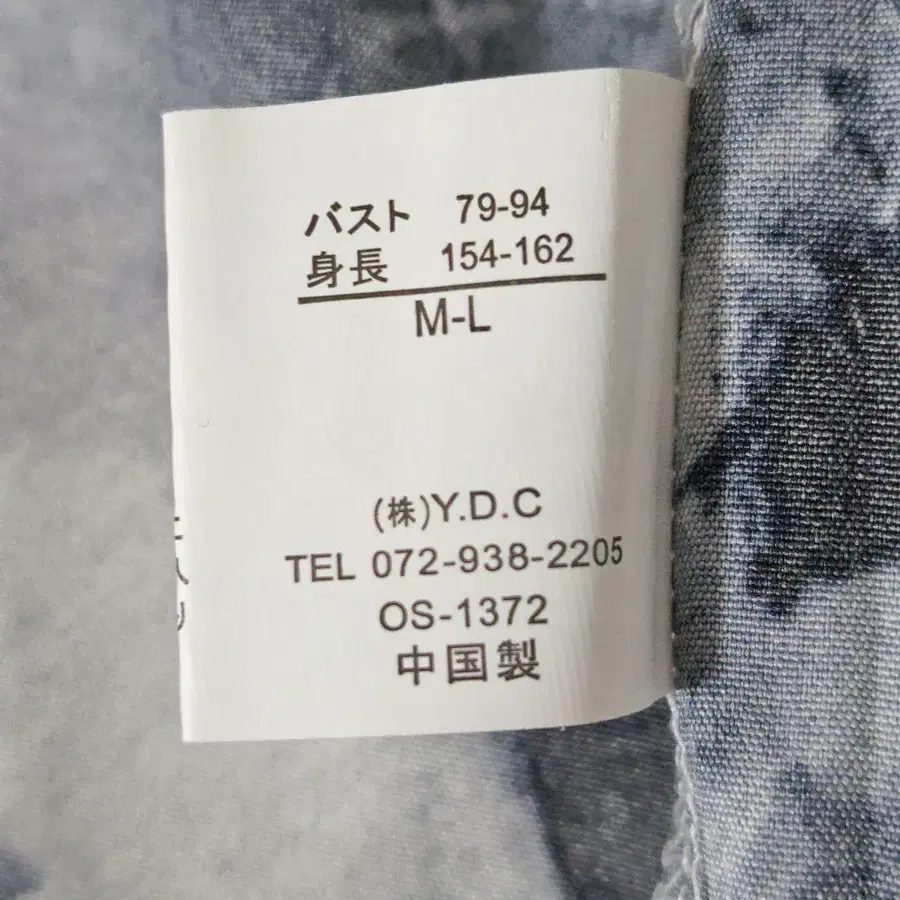 バスト 79-94
身長 154-162
M-L
(株)Y.D.C
TEL 072-938-2205
OS-1372
中国製